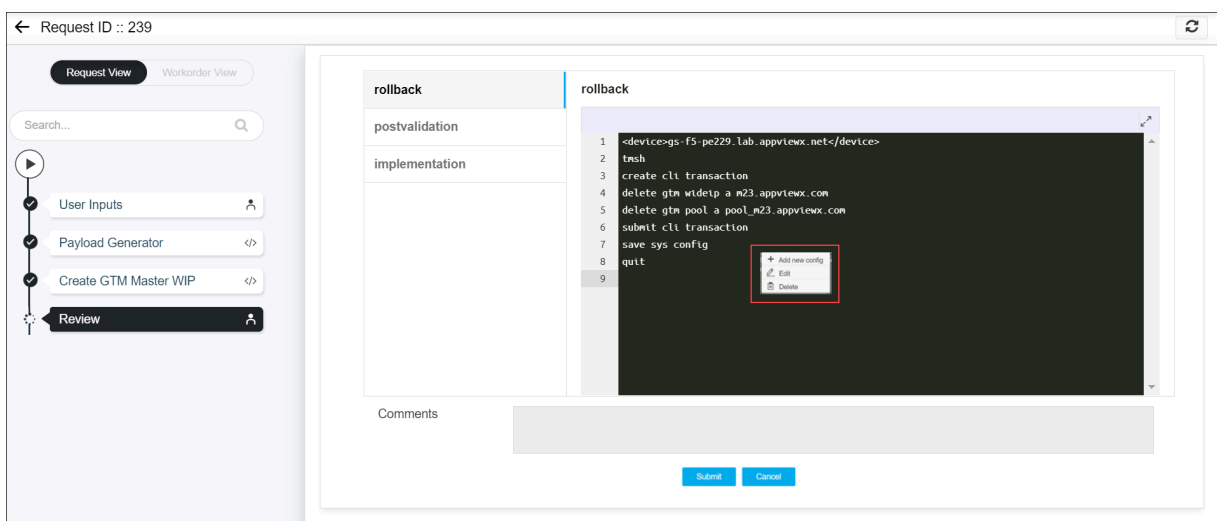 Request ID :: 239
Request View
Workorder View
Search...
User Inputs
Payload Generator
</>
Create GTM Master WIP
</>
Review
rollback
postvalidation
implementation
rollback
1 <device>gs-f5-pe229.lab.appviewx.net</device>
2 tmsh
3 create cli transaction
4 delete gtm wideip a m23.appviewx.com
5 delete gtm pool a pool_m23.appviewx.com
6 submit cli transaction
7 save sys config
8 quit
9
+ Add new config
Edit
Delete
Comments
Submit
Cancel